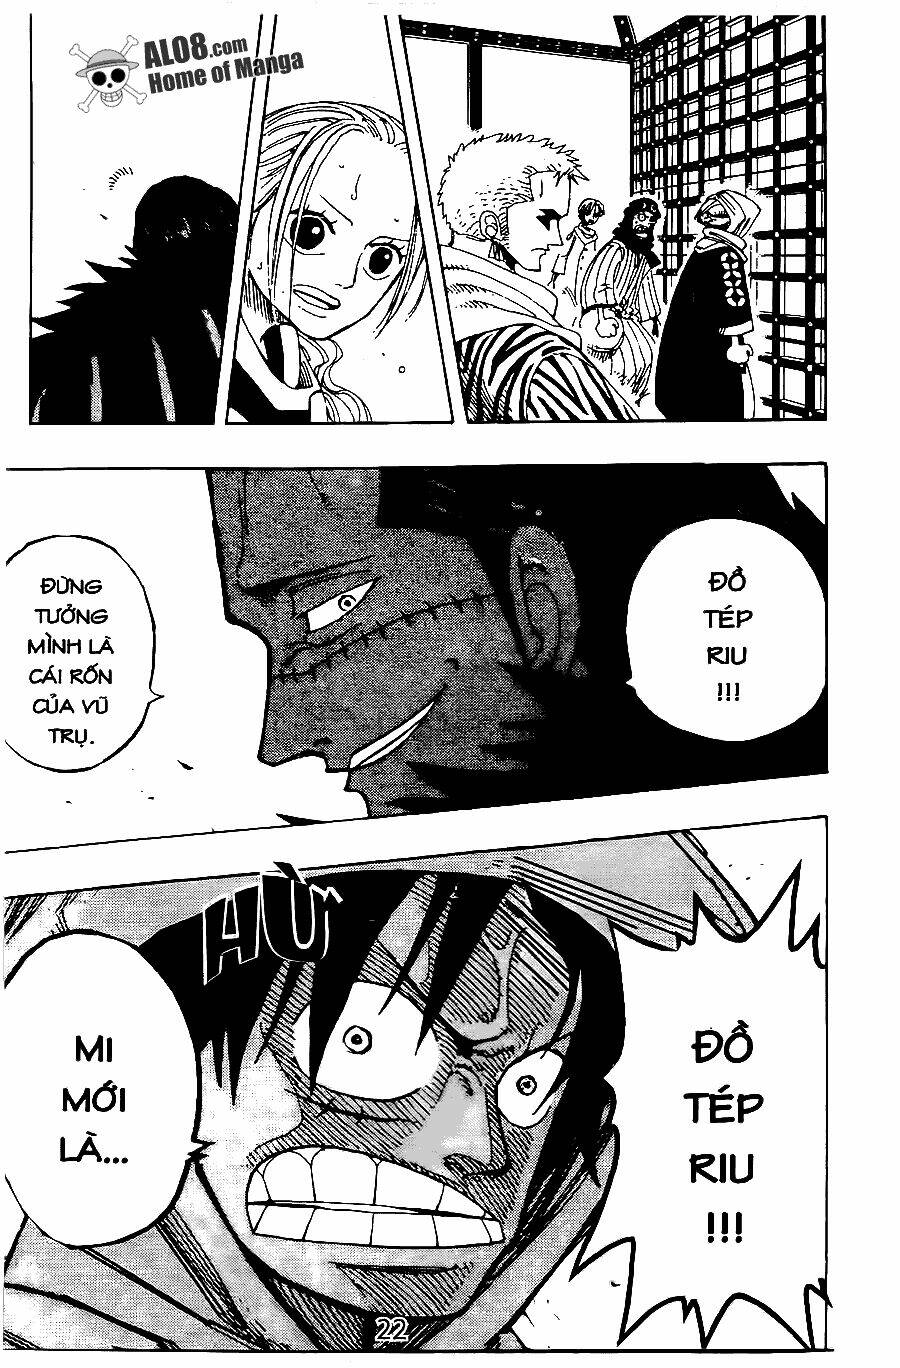 AL08.com
Home of Manga
ĐỒ
TÉP
RIU
!!!
ĐỪNG
TƯỞNG
MÌNH LÀ
CÁI RỐN
CỦA VŨ
TRỤ.
HỪ
ĐỒ
TÉP
RIU
!!!
MI
MỚI
LÀ...
22